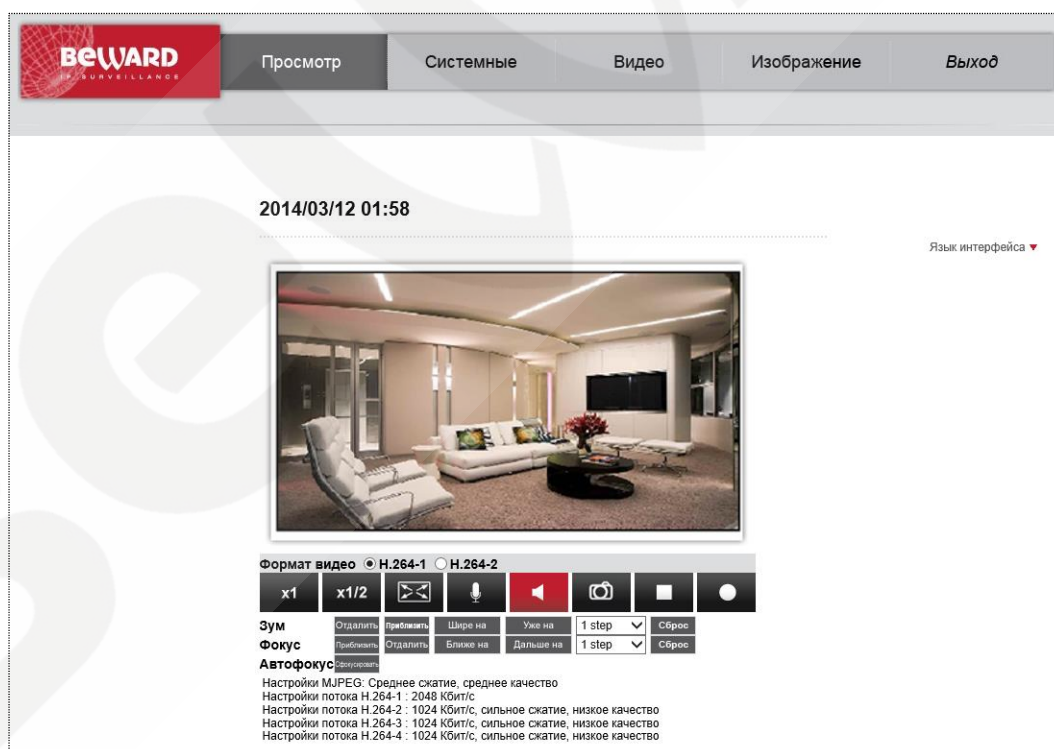 BEWARD
IP SURVEILLANCE
Просмотр Системные Видео Изображение Выход
2014/03/12 01:58
Язык интерфейса
Формат видео H.264-1 H.264-2
x1 x1/2
Зум Отдалить Приблизить Шире на Уже на 1 step Сброс
Фокус Приблизить Отдалить Ближе на Дальше на 1 step Сброс
Автофокус Сфокусировать
Настройки MJPEG: Среднее сжатие, среднее качество
Настройки потока H.264-1 : 2048 Кбит/с
Настройки потока H.264-2 : 1024 Кбит/с, сильное сжатие, низкое качество
Настройки потока H.264-3 : 1024 Кбит/с, сильное сжатие, низкое качество
Настройки потока H.264-4 : 1024 Кбит/с, сильное сжатие, низкое качество